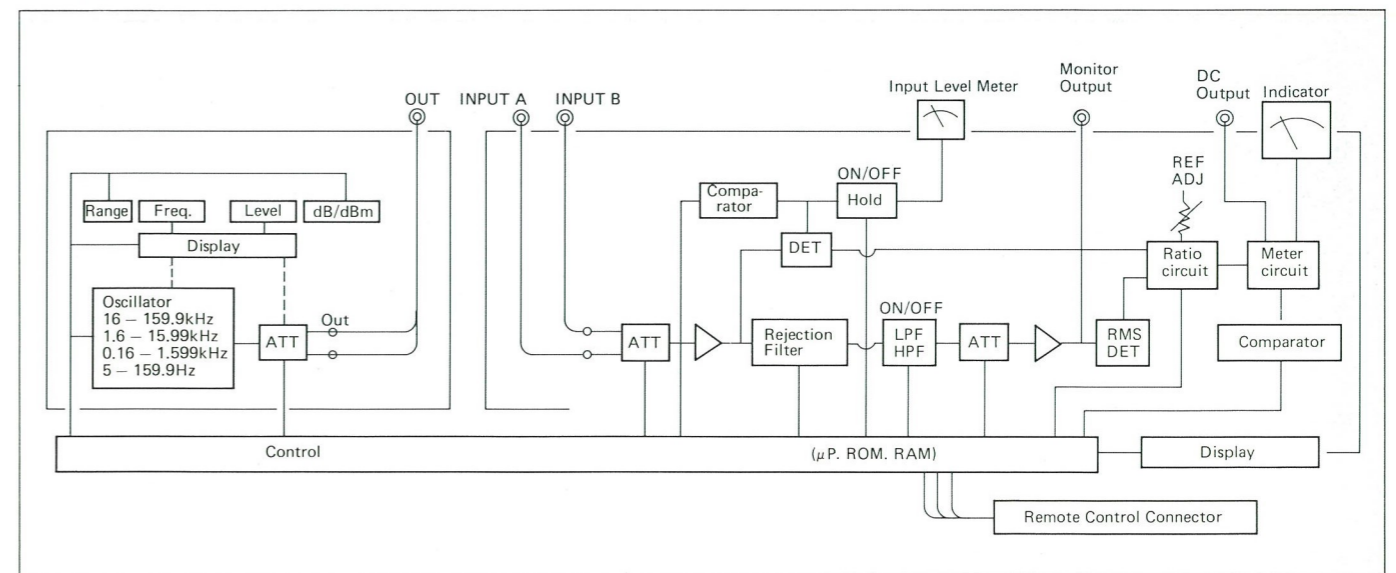 OUT
INPUT A
INPUT B
Input Level Meter
Monitor
Output
DC
Output
Indicator
Range
Freq.
Level
dB/dBm
Display
Oscillator
16 – 159.9kHz
1.6 – 15.99kHz
0.16 – 1.599kHz
5 – 159.9Hz
ATT
Out
ATT
Compa-
rator
ON/OFF
Hold
DET
Rejection
Filter
ON/OFF
LPF
HPF
ATT
RMS
DET
REF
ADJ
Ratio
circuit
Meter
circuit
Comparator
Control
(μP. ROM. RAM)
Display
Remote Control Connector